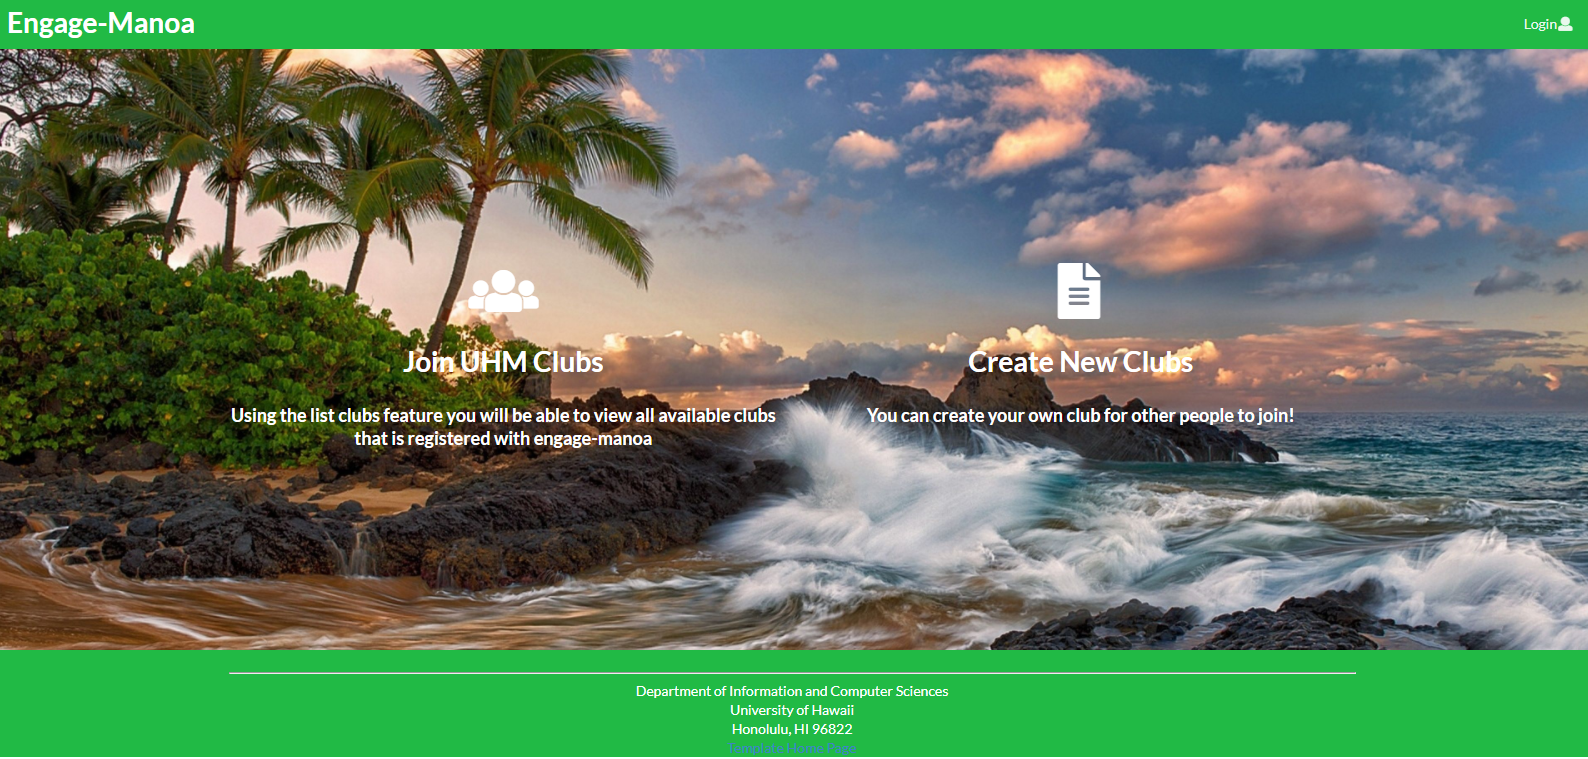 Engage-Manoa
Login
Join UHM Clubs
Using the list clubs feature you will be able to view all available clubs
that is registered with engage-manoa
Create New Clubs
You can create your own club for other people to join!
Department of Information and Computer Sciences
University of Hawaii
Honolulu, HI 96822
Template Home Page